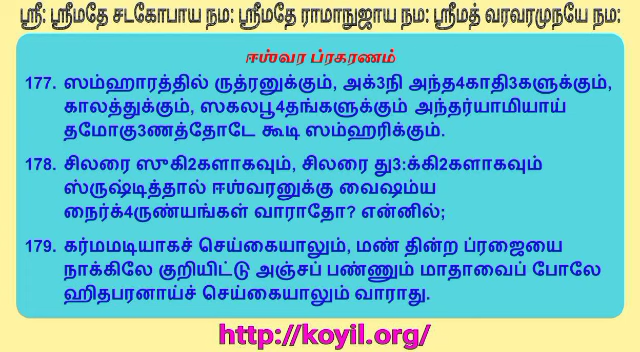 ஸ்ரீ: ஸ்ரீமதே சடகோபாய நம: ஸ்ரீமதே ராமாநுஜாய நம: ஸ்ரீமத் வரவரமுநயே நம:
ஈஶ்வர ப்ரகரணம்
177. ஸம்ஹாரத்தில் ருத்ரனுக்கும், அக்3நி அந்த4காதி3களுக்கும்,
காலத்துக்கும், ஸகலபூ4தங்களுக்கும் அந்தர்யாமியாய்
தமோகு3ணத்தோடே கூடி ஸம்ஹரிக்கும்.
178. சிலரை ஸுகி2களாகவும், சிலரை து3:க்கி2களாகவும்
ஸ்ருஷ்டித்தால் ஈஶ்வரனுக்கு வைஷம்ய
நைர்க்4ருண்யங்கள் வாராதோ? என்னில்;
179. கர்மமடியாகச் செய்கையாலும், மண் தின்ற ப்ரஜையை
நாக்கிலே குறியிட்டு அஞ்சப் பண்ணும் மாதாவைப் போலே
ஹிதபரனாய்ச் செய்கையாலும் வாராது.
http://koyil.org/